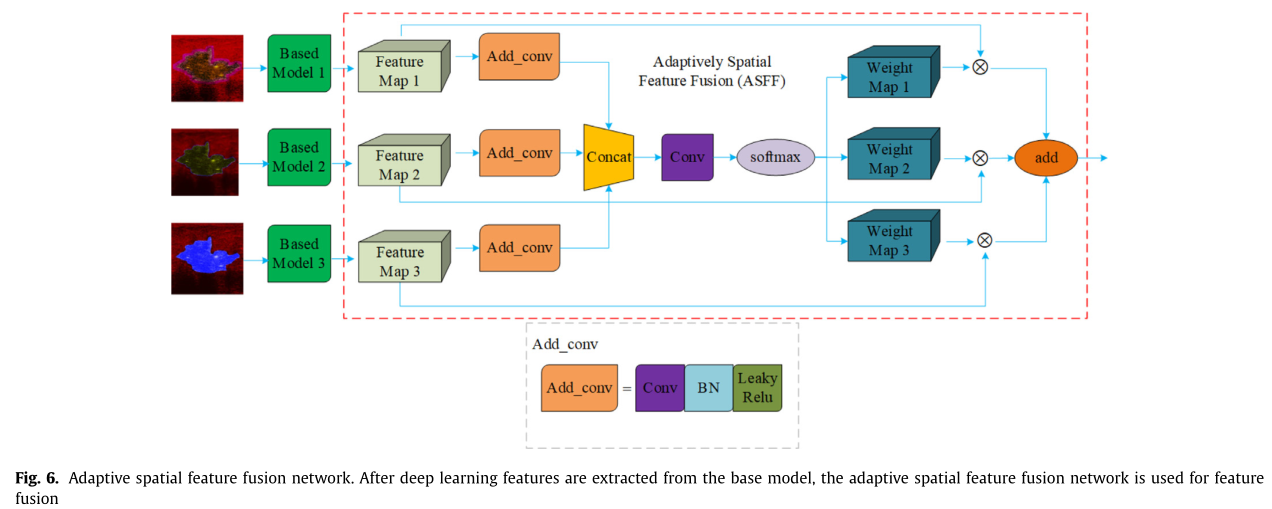 Based
Model 1
Feature
Map 1
Add_conv
Adaptively Spatial
Feature Fusion (ASFF)
Weight
Map 1
Based
Model 2
Feature
Map 2
Add_conv
Concat
Conv
softmax
Weight
Map 2
add
Based
Model 3
Feature
Map 3
Add_conv
Weight
Map 3
Add_conv
Add_conv
=
Conv
BN
Leaky
Relu
Fig. 6. Adaptive spatial feature fusion network. After deep learning features are extracted from the base model, the adaptive spatial feature fusion network is used for feature
fusion